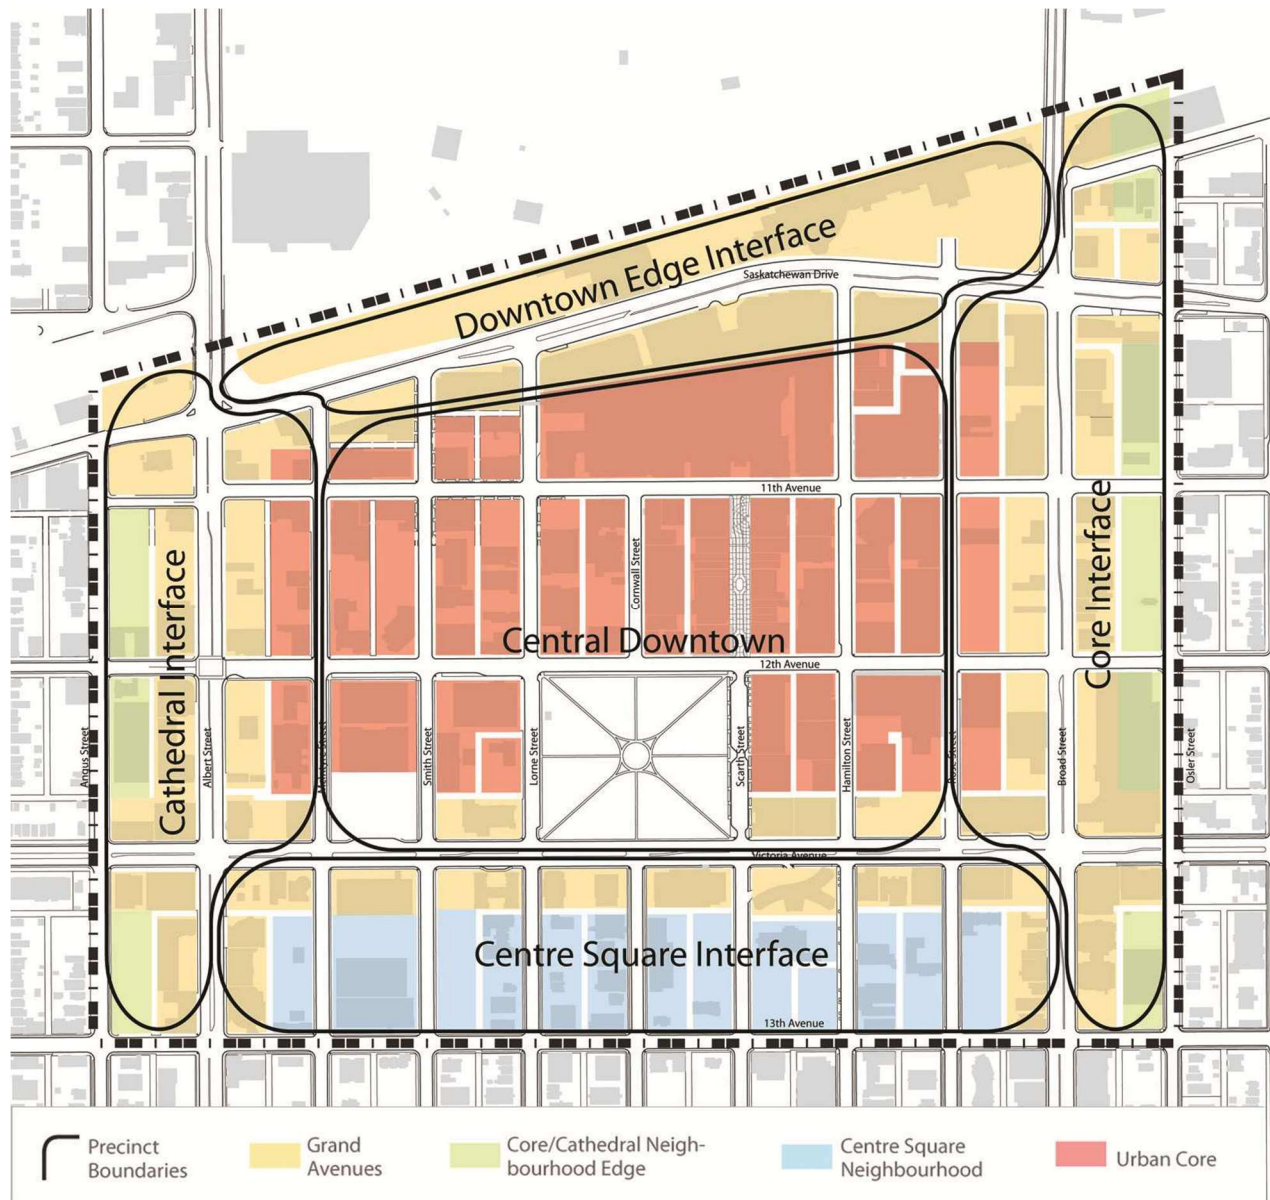 Downtown Edge Interface
Saskatchewan Drive
11th Avenue
Cornwall Street
Core Interface
Cathedral Interface
Central Downtown
12th Avenue
Angus Street
Albert Street
Smith Street
Lorne Street
Scarth Street
Hamilton Street
Broad Street
Osler Street
Victoria Avenue
Centre Square Interface
13th Avenue
Precinct
Boundaries
Grand
Avenues
Core/Cathedral Neigh-
bourhood Edge
Centre Square
Neighbourhood
Urban Core